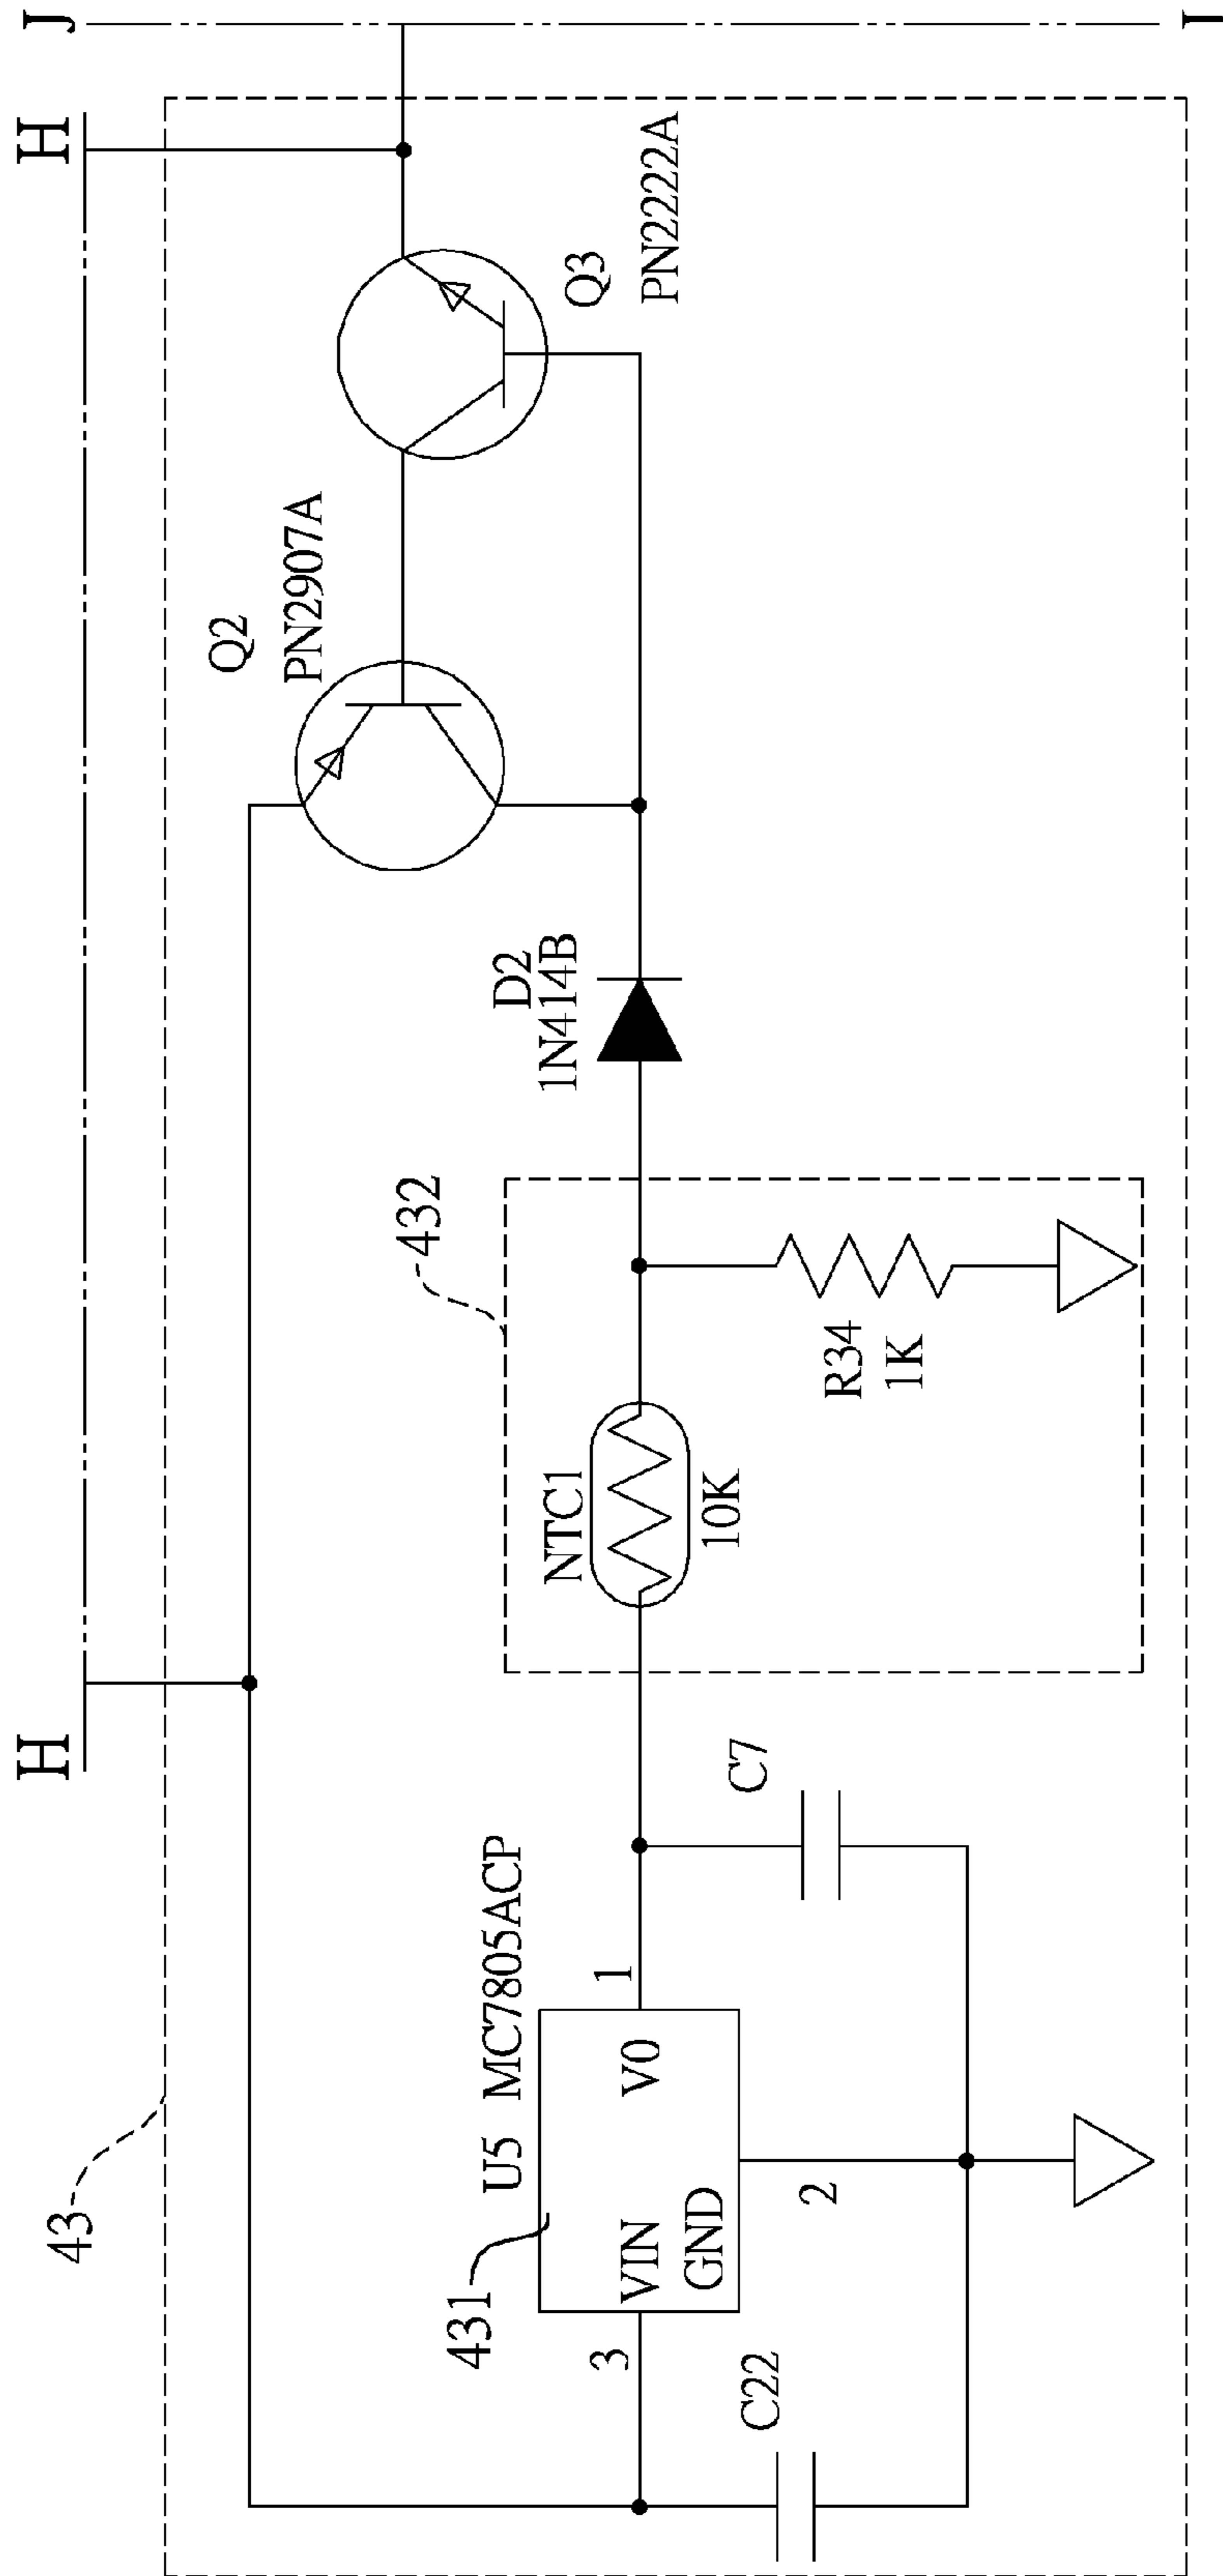 H
H
J
I
43
Q2
PN2907A
Q3
PN2222A
432
D2
1N414B
NTC1
10K
R34
1K
U5 MC7805ACP
431
3
VIN
V0
1
GND
2
C22
C7